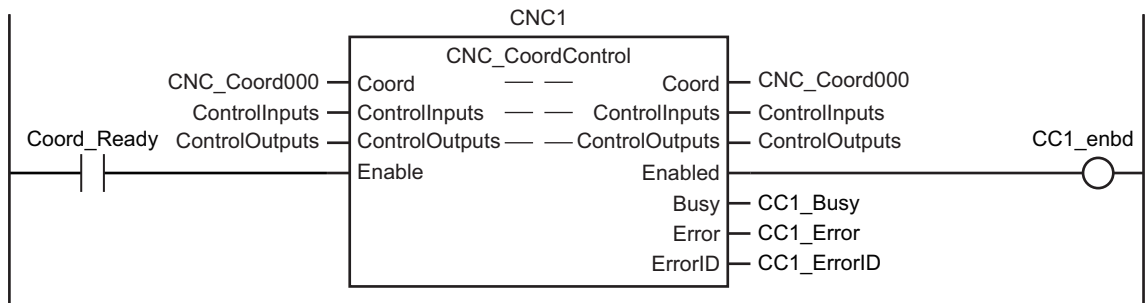 CNC1
CNC_CoordControl
CNC_Coord000 Coord Coord CNC_Coord000
ControlInputs ControlInputs ControlInputs ControlInputs
Coord_Ready ControlOutputs ControlOutputs ControlOutputs ControlOutputs CC1_enbd
Enable Enabled
Busy CC1_Busy
Error CC1_Error
ErrorID CC1_ErrorID